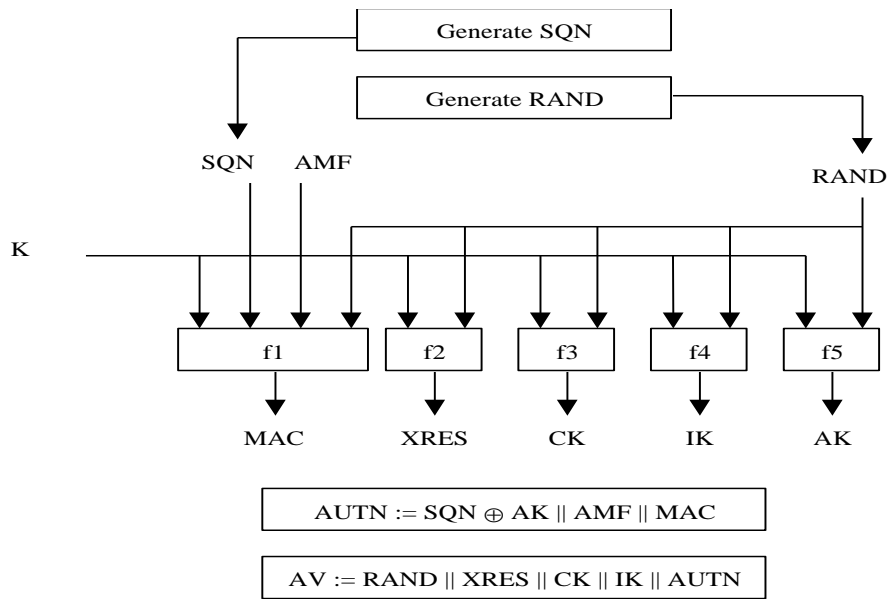 Generate SQN
Generate RAND
SQN AMF RAND
K
f1 f2 f3 f4 f5
MAC XRES CK IK AK
AUTN := SQN ⊕ AK || AMF || MAC
AV := RAND || XRES || CK || IK || AUTN